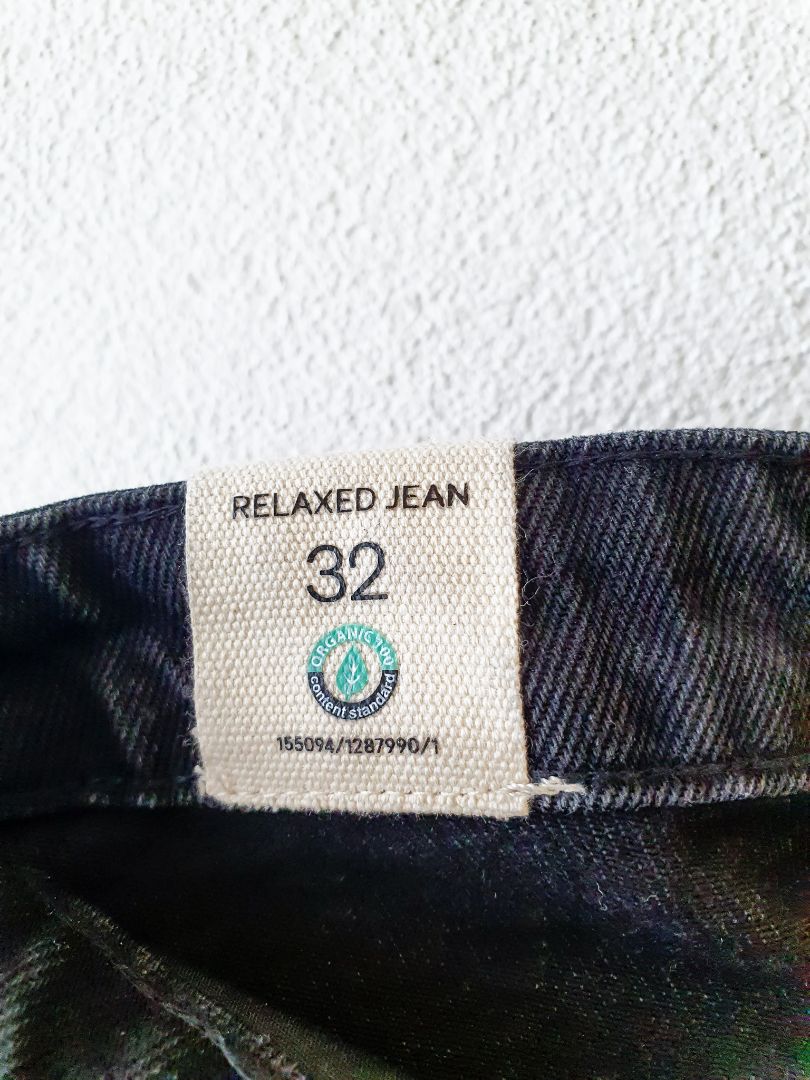 RELAXED JEAN
32
ORGANIC 100
content standard
155094/1287990/1